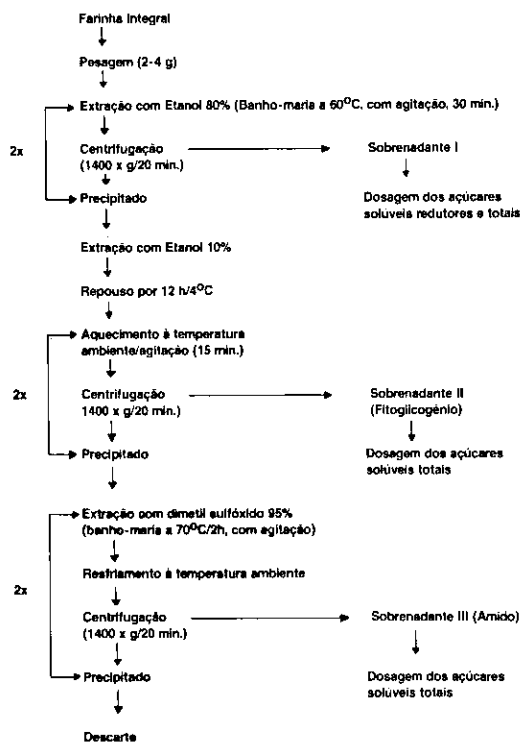 Farinha Integral
Pesagem (2-4 g)
Extração com Etanol 80% (Banho-maria a 60ºC, com agitação, 30 min.)
2x
Centrifugação
(1400 x g/20 min.)
Sobrenadante I
Precipitado
Dosagem dos açúcares
solúveis redutores e totais
Extração com Etanol 10%
Repouso por 12 h/4ºC
Aquecimento à temperatura
ambiente/agitação (15 min.)
2x
Centrifugação
1400 x g/20 min.)
Sobrenadante II
(Fitoglicogênio)
Precipitado
Dosagem dos açúcares
solúveis totais
Extração com dimetil sulfóxido 95%
(banho-maria a 70ºC/2h, com agitação)
Resfriamento à temperatura ambiente
2x
Centrifugação
(1400 x g/20 min.)
Sobrenadante III (Amido)
Precipitado
Dosagem dos açúcares
solúveis totais
Descarte